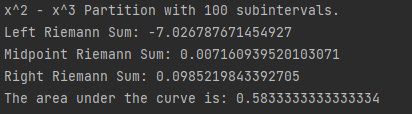 x^2 - x^3 Partition with 100 subintervals.
Left Riemann Sum: -7.026787671454927
Midpoint Riemann Sum: 0.007160939520103071
Right Riemann Sum: 0.0985219843392705
The area under the curve is: 0.5833333333333334